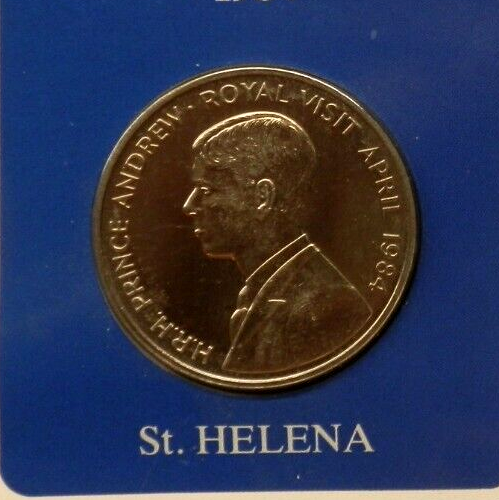 H.R.H. PRINCE ANDREW · ROYAL VISIT APRIL 1984
St. HELENA